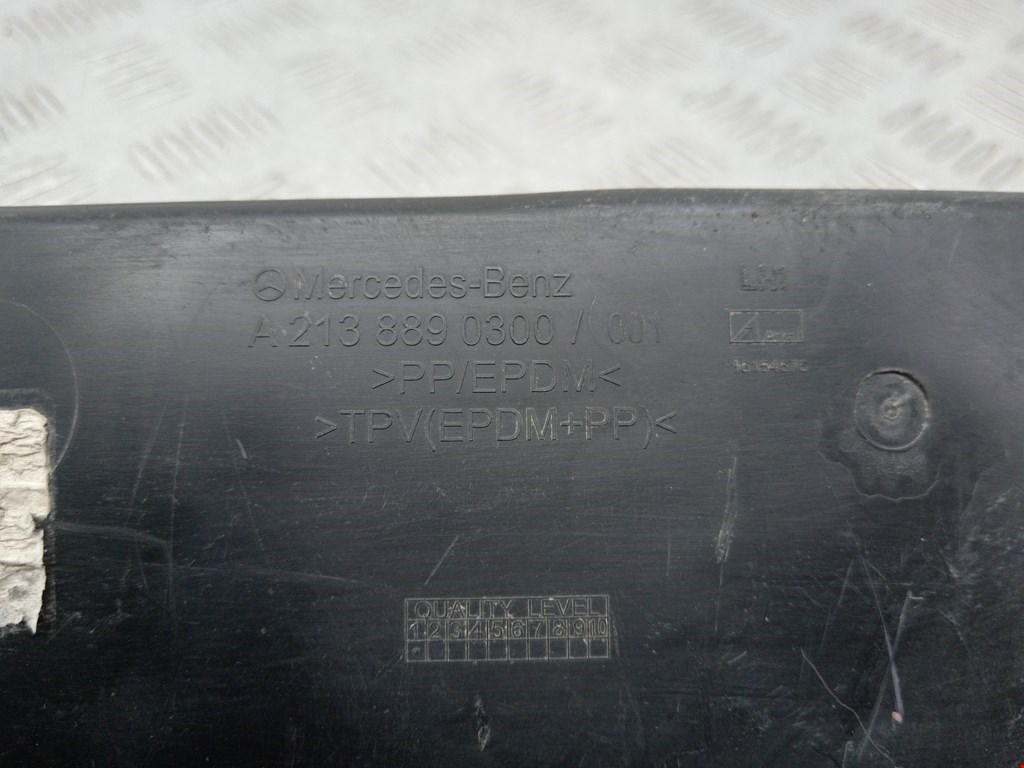 Mercedes-Benz
A 213 889 0300 / 001
>PP/EPDM<
>TPV(EPDM+PP)<
QUALITY LEVEL
1 2 3 4 5 6 7 8 9 10